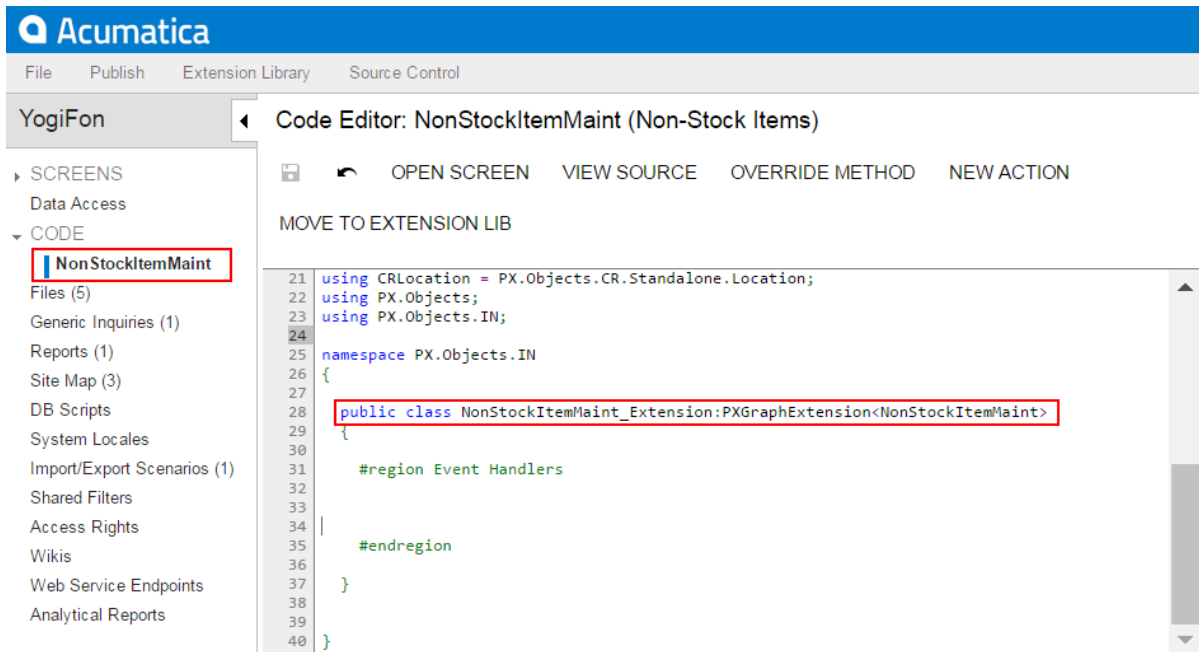 Acumatica
File Publish Extension Library Source Control
YogiFon
SCREENS
Data Access
CODE
NonStockItemMaint
Files (5)
Generic Inquiries (1)
Reports (1)
Site Map (3)
DB Scripts
System Locales
Import/Export Scenarios (1)
Shared Filters
Access Rights
Wikis
Web Service Endpoints
Analytical Reports
Code Editor: NonStockItemMaint (Non-Stock Items)
OPEN SCREEN VIEW SOURCE OVERRIDE METHOD NEW ACTION
MOVE TO EXTENSION LIB
21 using CRLocation = PX.Objects.CR.Standalone.Location;
22 using PX.Objects;
23 using PX.Objects.IN;
24
25 namespace PX.Objects.IN
26 {
27
28 public class NonStockItemMaint_Extension:PXGraphExtension<NonStockItemMaint>
29 {
30
31 #region Event Handlers
32
33
34
35 #endregion
36
37 }
38
39
40 }